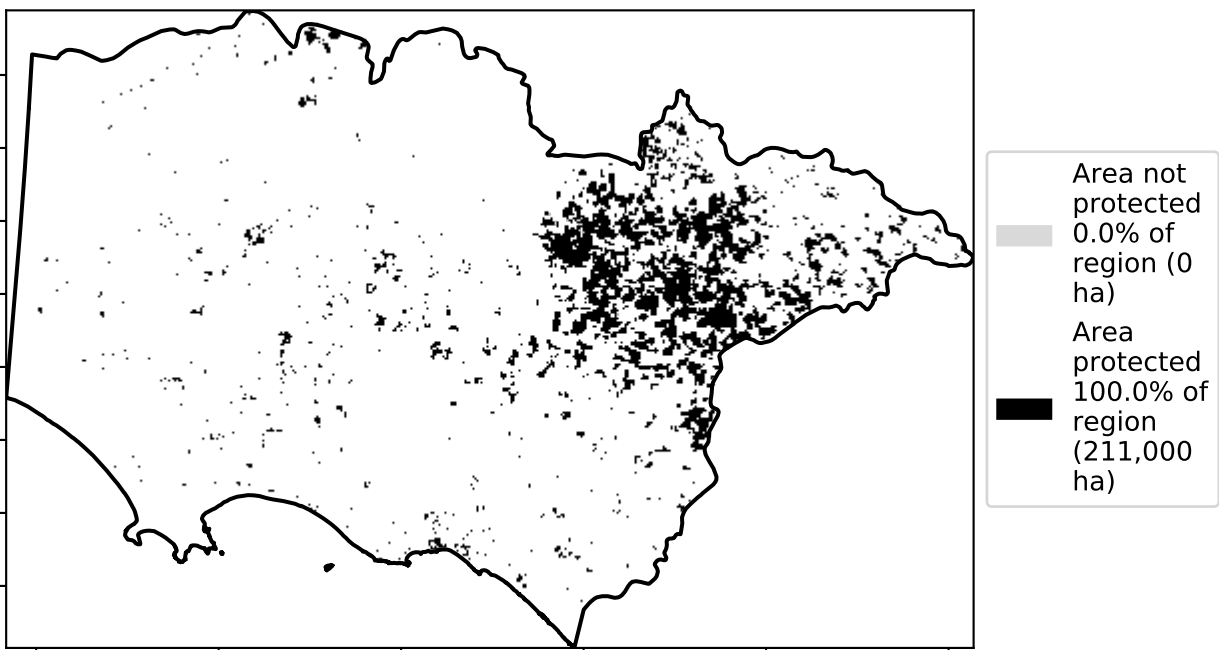 Area not
protected
0.0% of
region (0
ha)
Area
protected
100.0% of
region
(211,000
ha)